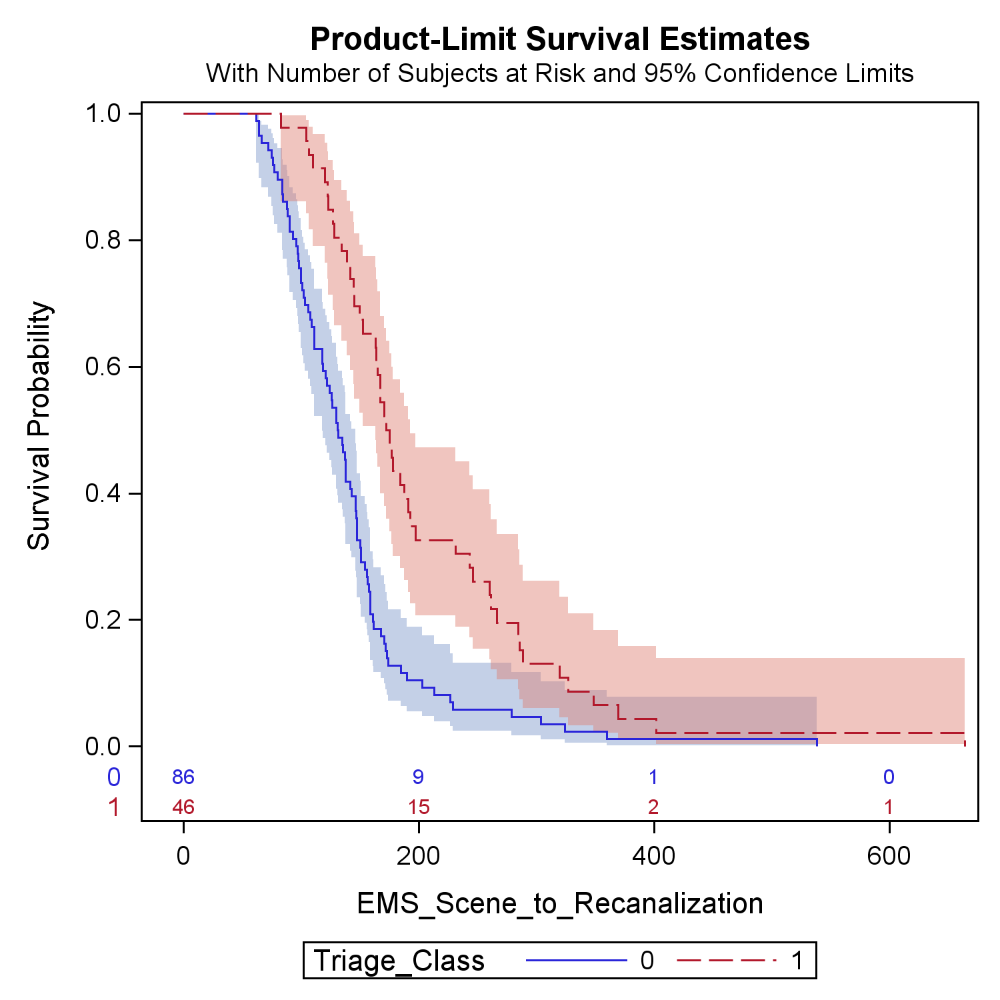 Product-Limit Survival Estimates
With Number of Subjects at Risk and 95% Confidence Limits
1.0
0.8
0.6
0.4
0.2
0.0
Survival Probability
0 86 9 1 0
1 46 15 2 1
0 200 400 600
EMS_Scene_to_Recanalization
Triage_Class 0 1